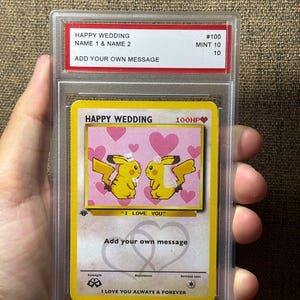 HAPPY WEDDING #100
NAME 1 & NAME 2 MINT 10
10
ADD YOUR OWN MESSAGE
HAPPY WEDDING 100HP
"I LOVE YOU"
Add your own message
I LOVE YOU ALWAYS & FOREVER